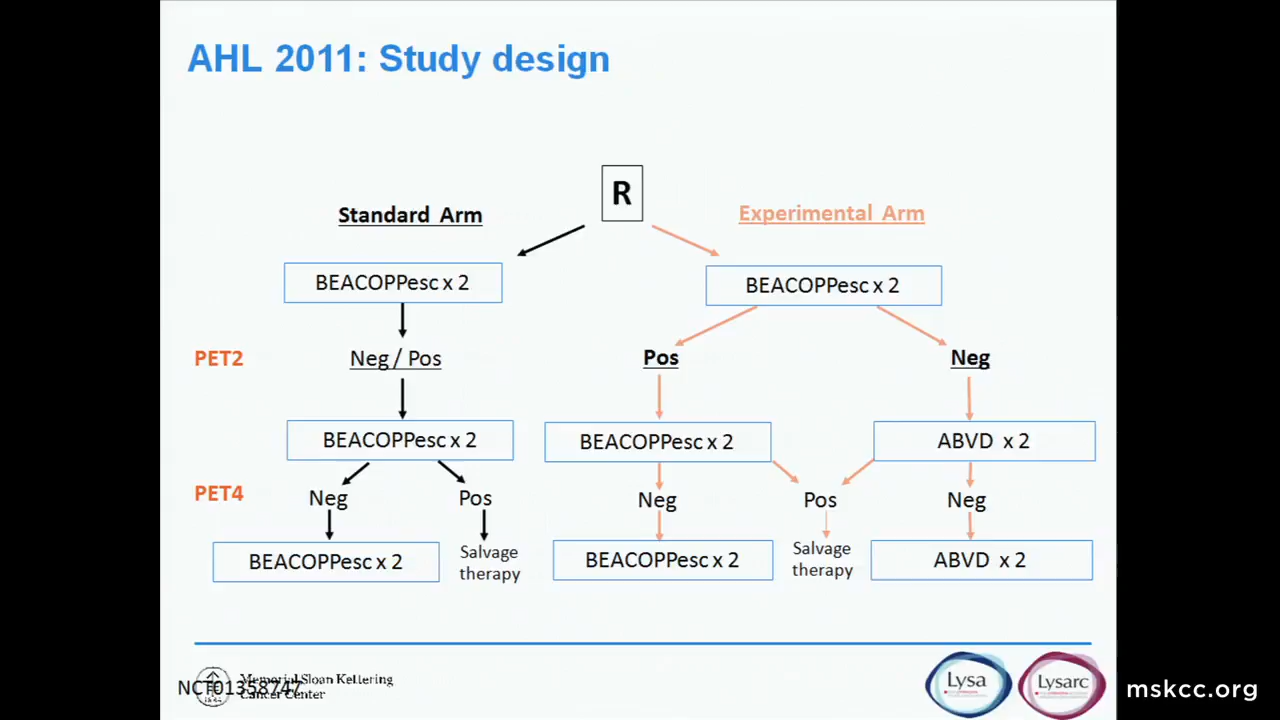 AHL 2011: Study design
R
Standard Arm
Experimental Arm
BEACOPPesc x 2
BEACOPPesc x 2
PET2
Neg / Pos
Pos
Neg
BEACOPPesc x 2
BEACOPPesc x 2
ABVD x 2
PET4
Neg
Pos
Neg
Pos
Neg
BEACOPPesc x 2
Salvage
therapy
BEACOPPesc x 2
Salvage
therapy
ABVD x 2
Memorial Sloan Kettering
Cancer Center
NCT01358747
Lysa
Lysarc
mskcc.org